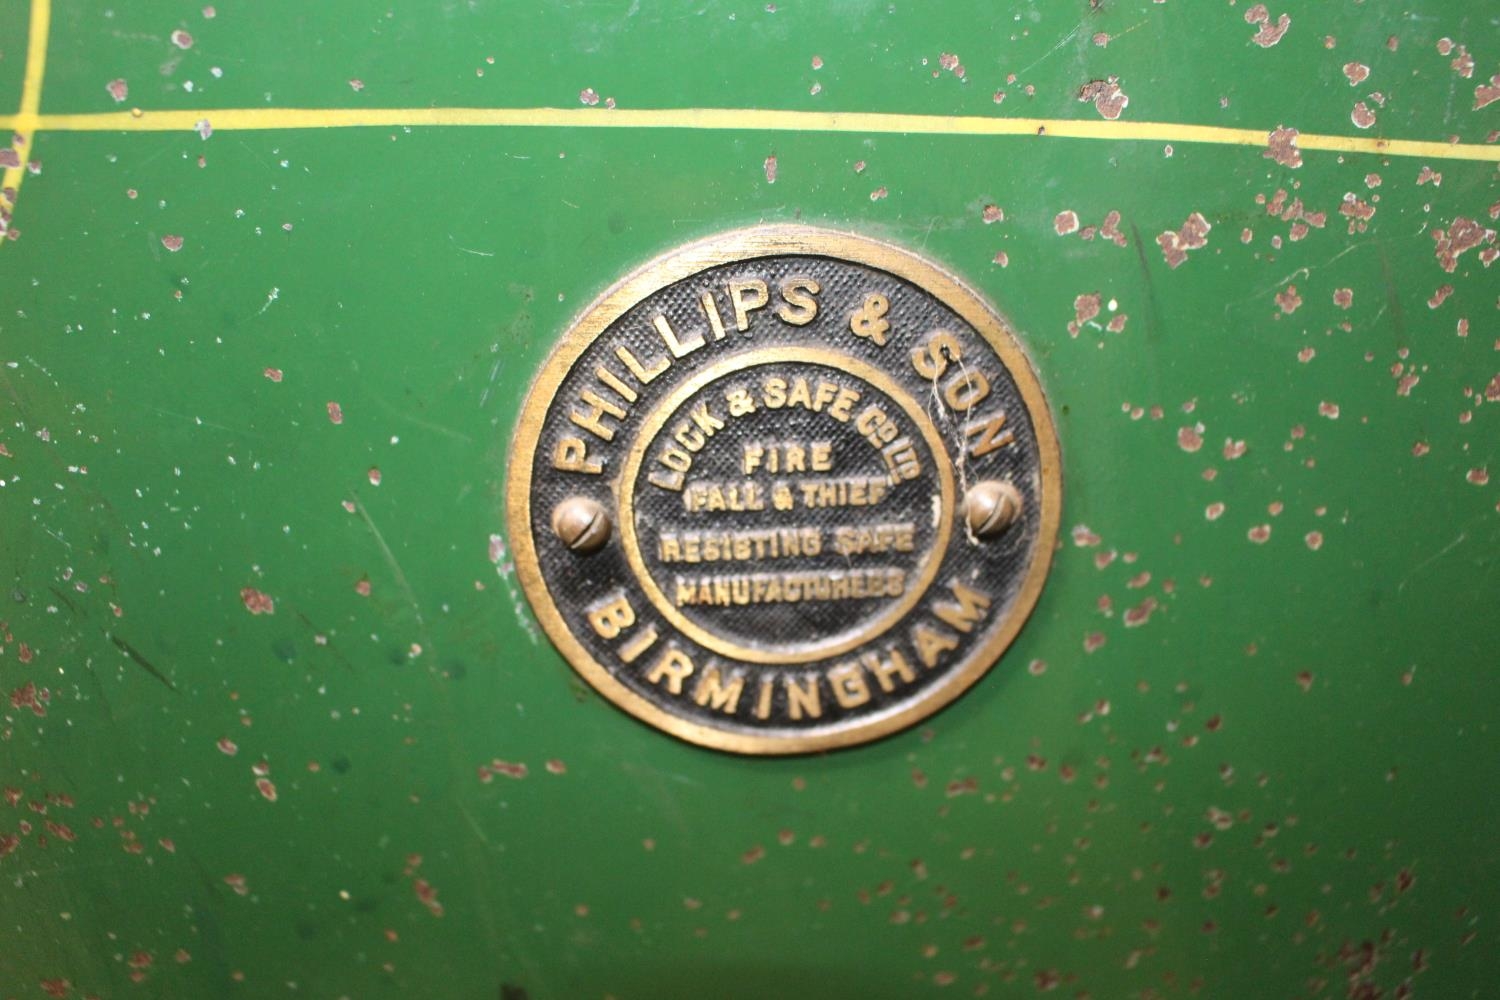 PHILLIPS & SON
LOCK & SAFE CO LTD
FIRE
FALL & THIEF
RESISTING SAFE
MANUFACTURERS
BIRMINGHAM